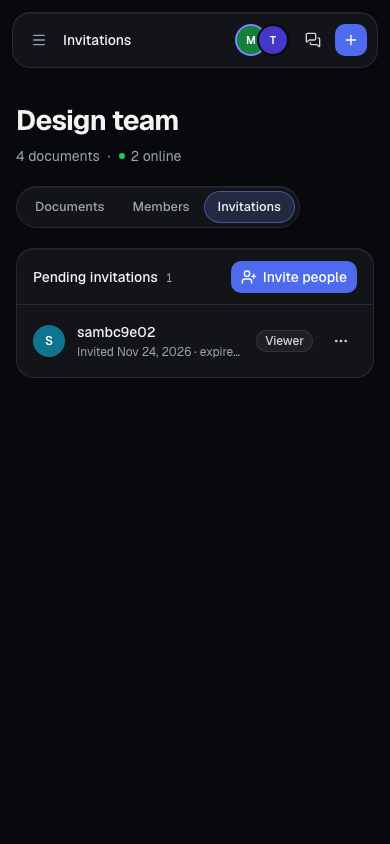 Invitations
M
T
Design team
4 documents · 2 online
Documents
Members
Invitations
Pending invitations 1
Invite people
S
sambc9e02
Invited Nov 24, 2026 · expire…
Viewer